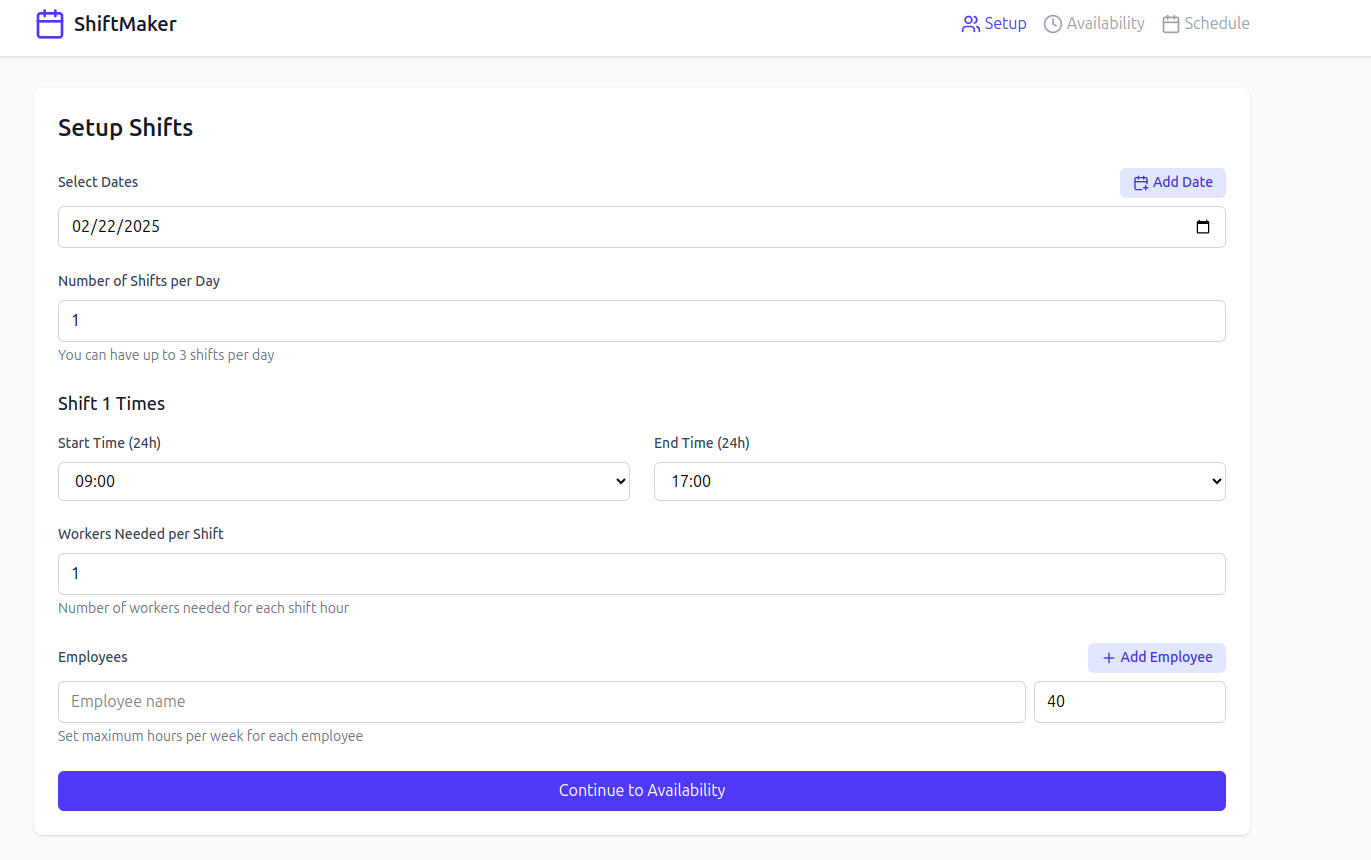 ShiftMaker
Setup Availability Schedule
Setup Shifts
Select Dates
Add Date
02/22/2025
Number of Shifts per Day
1
You can have up to 3 shifts per day
Shift 1 Times
Start Time (24h) End Time (24h)
09:00 17:00
Workers Needed per Shift
1
Number of workers needed for each shift hour
Employees
Add Employee
Employee name 40
Set maximum hours per week for each employee
Continue to Availability